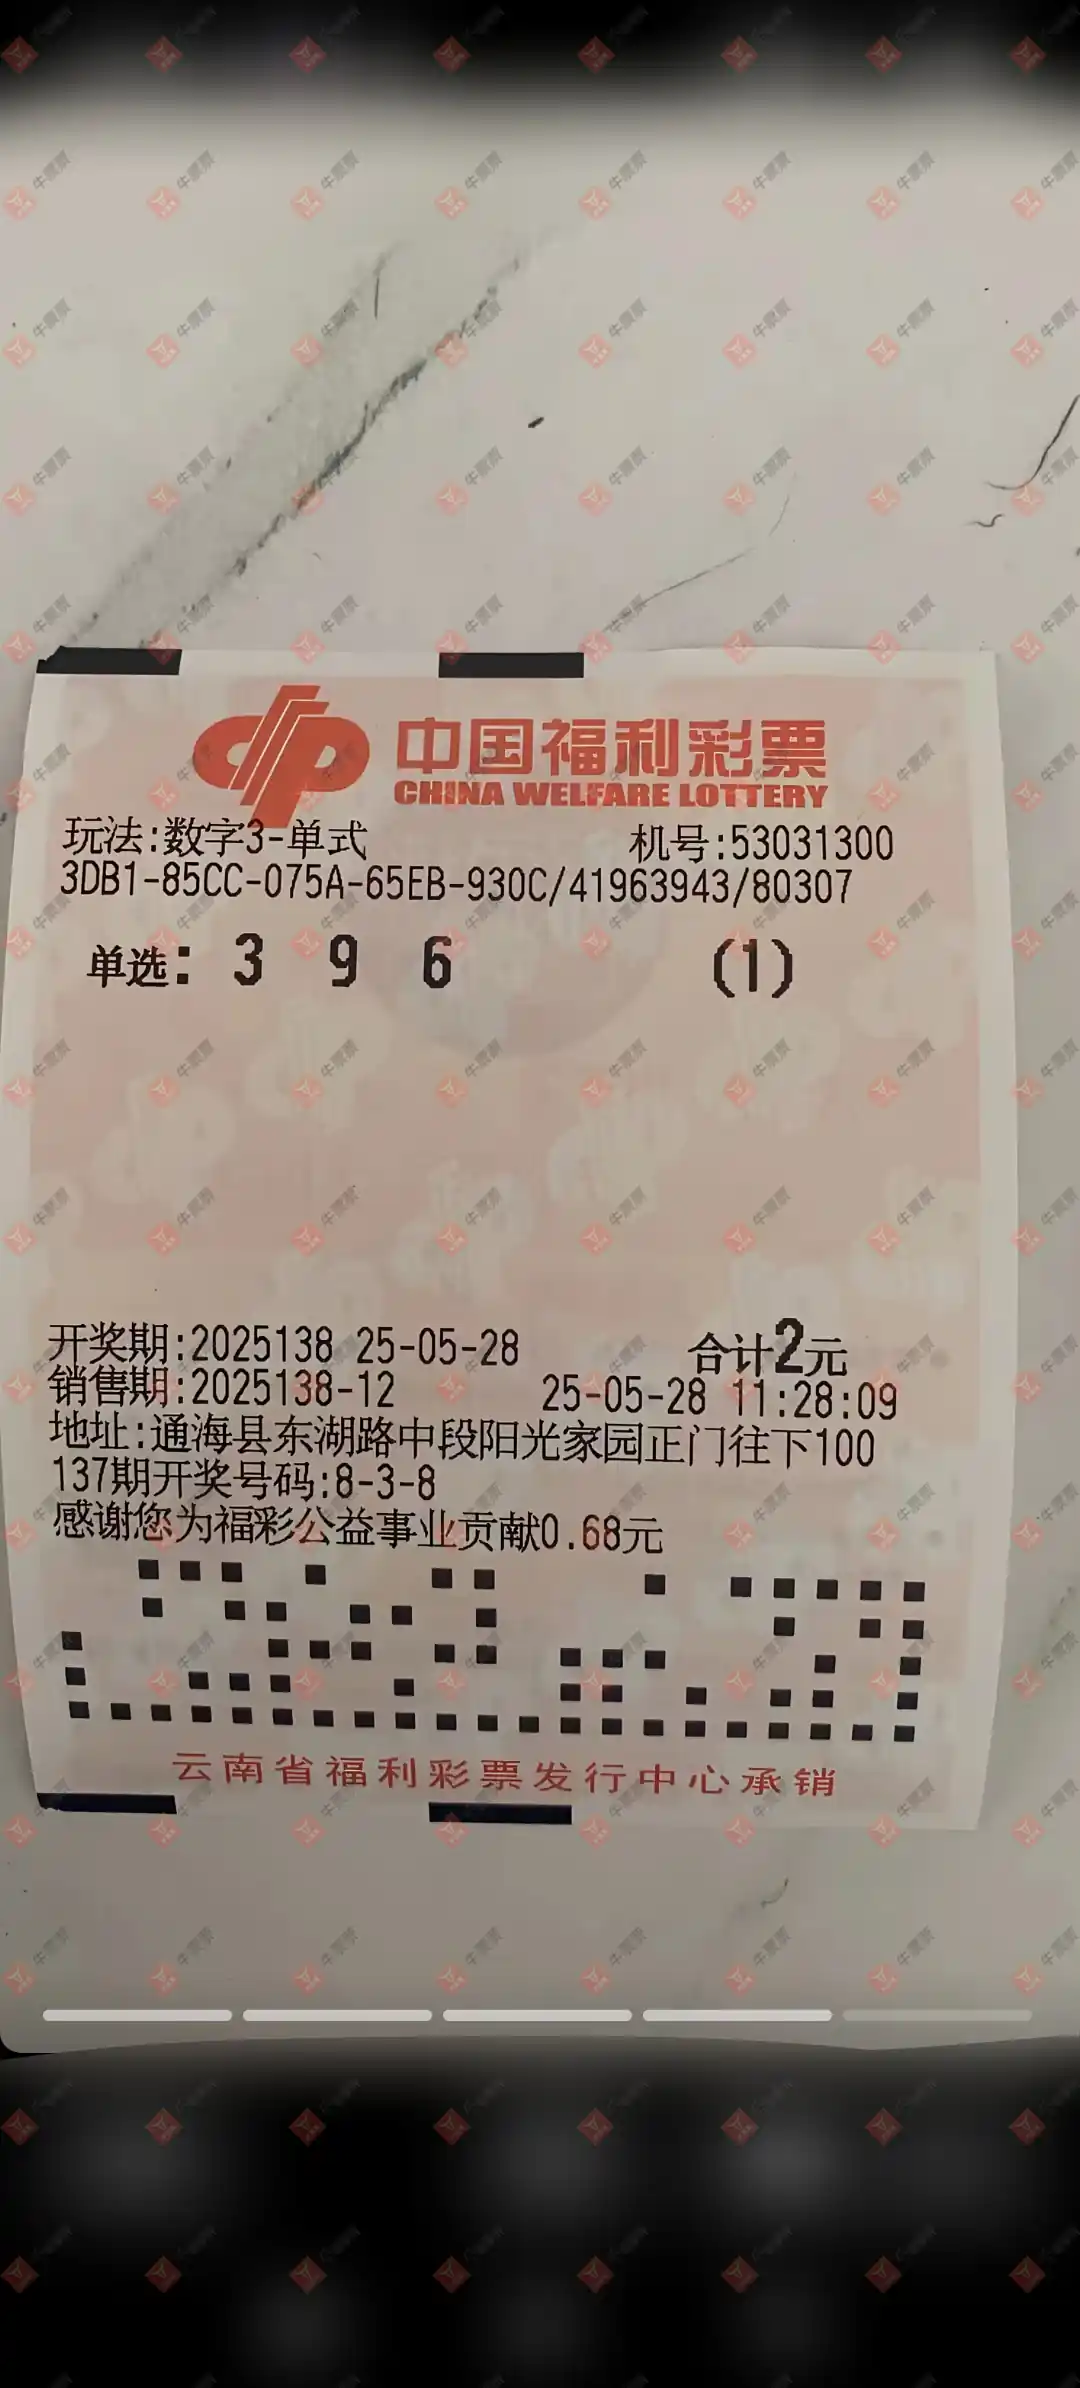 中国福利彩票
CHINA WELFARE LOTTERY
玩法:数字3-单式 机号:53031300
3DB1-85CC-075A-65EB-930C/41963943/80307
单选: 3 9 6 (1)
开奖期:2025138 25-05-28 合计2元
销售期:2025138-12 25-05-28 11:28:09
地址:通海县东湖路中段阳光家园正门往下100
137期开奖号码:8-3-8
感谢您为福彩公益事业贡献0.68元
云南省福利彩票发行中心承销
牛票票